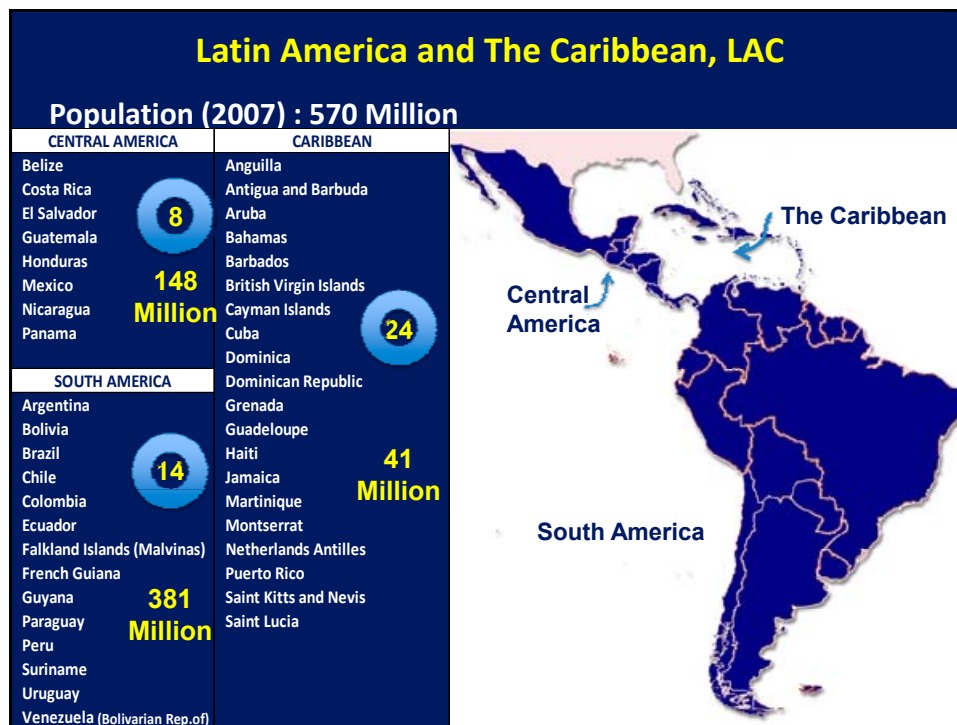 Latin America and The Caribbean, LAC
Population (2007) : 570 Million
CENTRAL AMERICA
Belize
Costa Rica
El Salvador
Guatemala
Honduras
Mexico
Nicaragua
Panama
8
148
Million
SOUTH AMERICA
Argentina
Bolivia
Brazil
Chile
Colombia
Ecuador
Falkland Islands (Malvinas)
French Guiana
Guyana
Paraguay
Peru
Suriname
Uruguay
Venezuela (Bolivarian Rep.of)
14
381
Million
CARIBBEAN
Anguilla
Antigua and Barbuda
Aruba
Bahamas
Barbados
British Virgin Islands
Cayman Islands
Cuba
Dominica
Dominican Republic
Grenada
Guadeloupe
Haiti
Jamaica
Martinique
Montserrat
Netherlands Antilles
Puerto Rico
Saint Kitts and Nevis
Saint Lucia
24
41
Million
The Caribbean
Central
America
South America